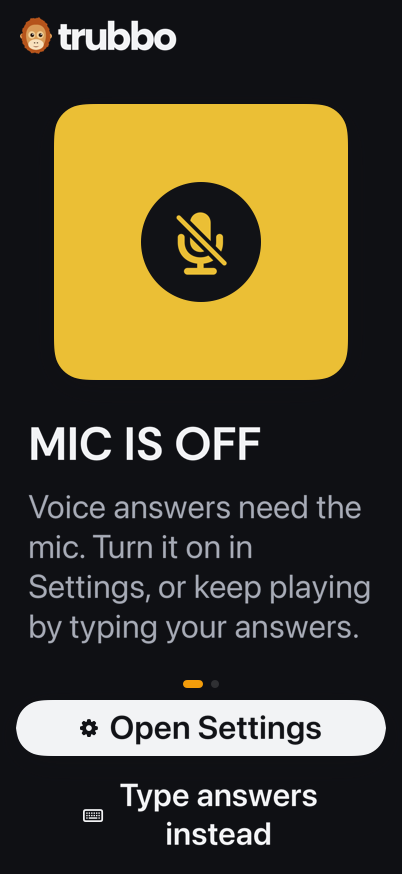 trubbo
MIC IS OFF
Voice answers need the
mic. Turn it on in
Settings, or keep playing
by typing your answers.
Open Settings
Type answers
instead